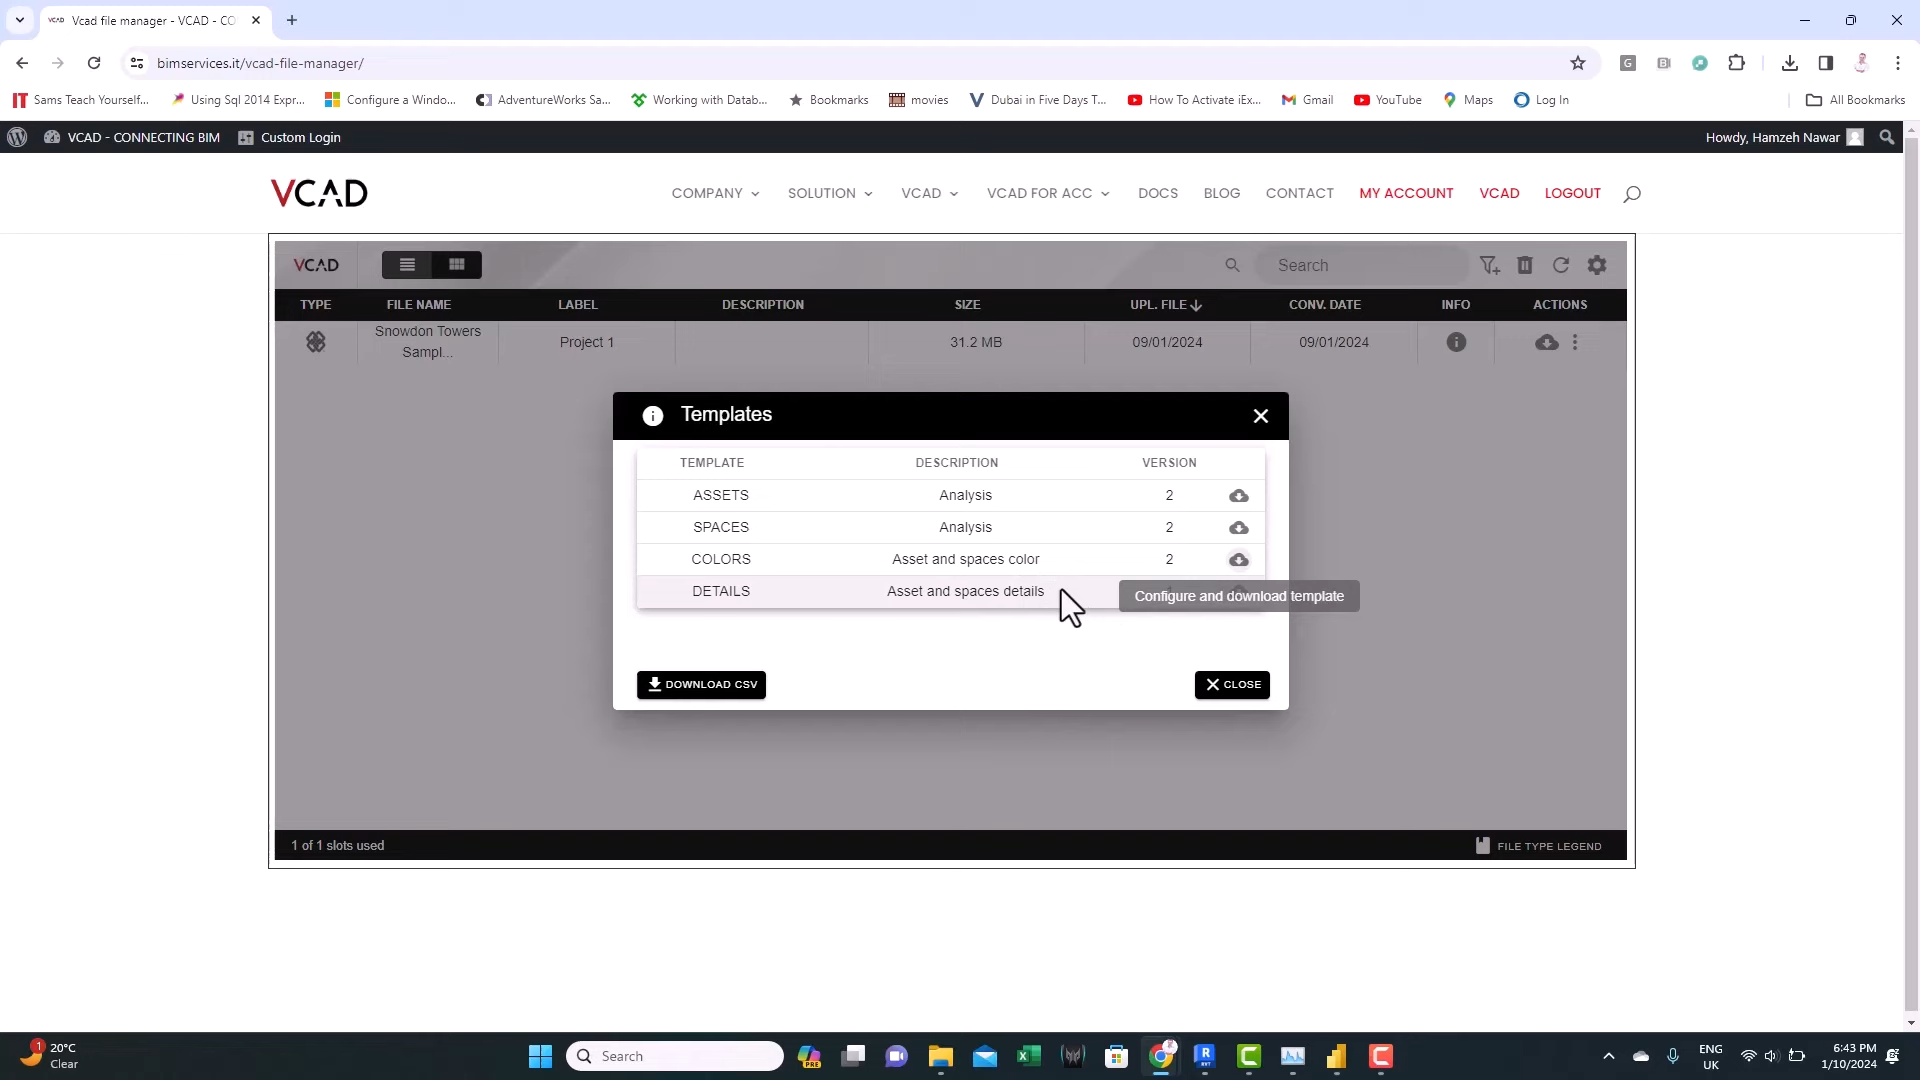 VCAD Vcad file manager - VCAD - CO
bimservices.it/vcad-file-manager/
Sams Teach Yourself... Using Sql 2014 Expr... Configure a Windo... AdventureWorks Sa... Working with Datab... Bookmarks movies Dubai in Five Days T... How To Activate iEx... Gmail YouTube Maps Log In All Bookmarks
VCAD - CONNECTING BIM Custom Login Howdy, Hamzeh Nawar
VCAD COMPANY SOLUTION VCAD VCAD FOR ACC DOCS BLOG CONTACT MY ACCOUNT VCAD LOGOUT
VCAD Search
TYPE FILE NAME LABEL DESCRIPTION SIZE UPL. FILE CONV. DATE INFO ACTIONS
Snowdon Towers
Sampl... Project 1 31.2 MB 09/01/2024 09/01/2024
Templates
TEMPLATE DESCRIPTION VERSION
ASSETS Analysis 2
SPACES Analysis 2
COLORS Asset and spaces color 2
DETAILS Asset and spaces details
Configure and download template
DOWNLOAD CSV CLOSE
1 of 1 slots used FILE TYPE LEGEND
1 20°C
Clear
Search
PRE
ENG
UK
6:43 PM
1/10/2024